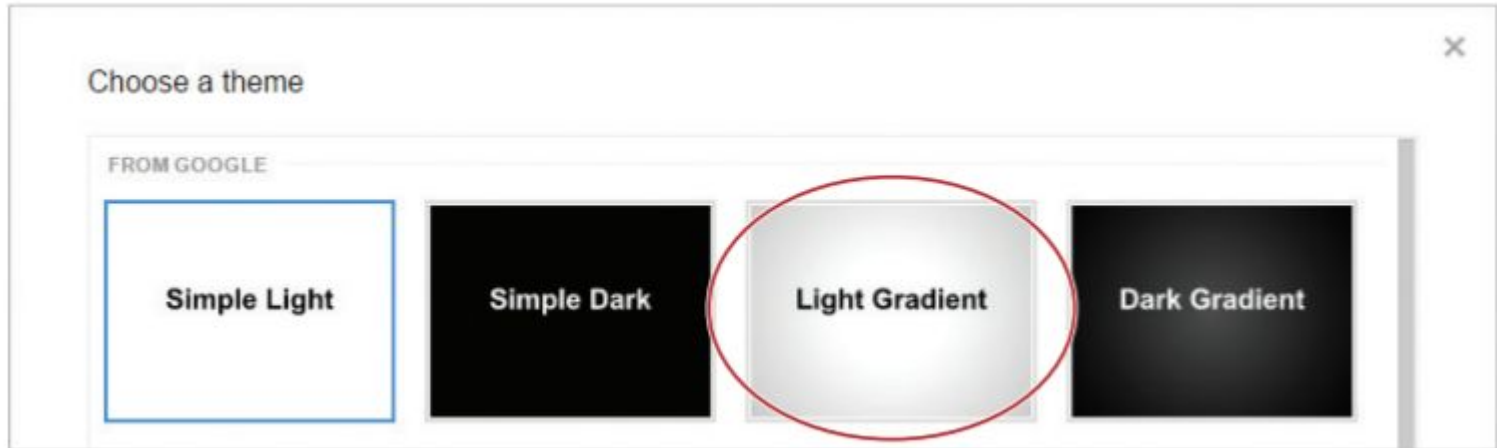 Choose a theme
FROM GOOGLE
Simple Light
Simple Dark
Light Gradient
Dark Gradient